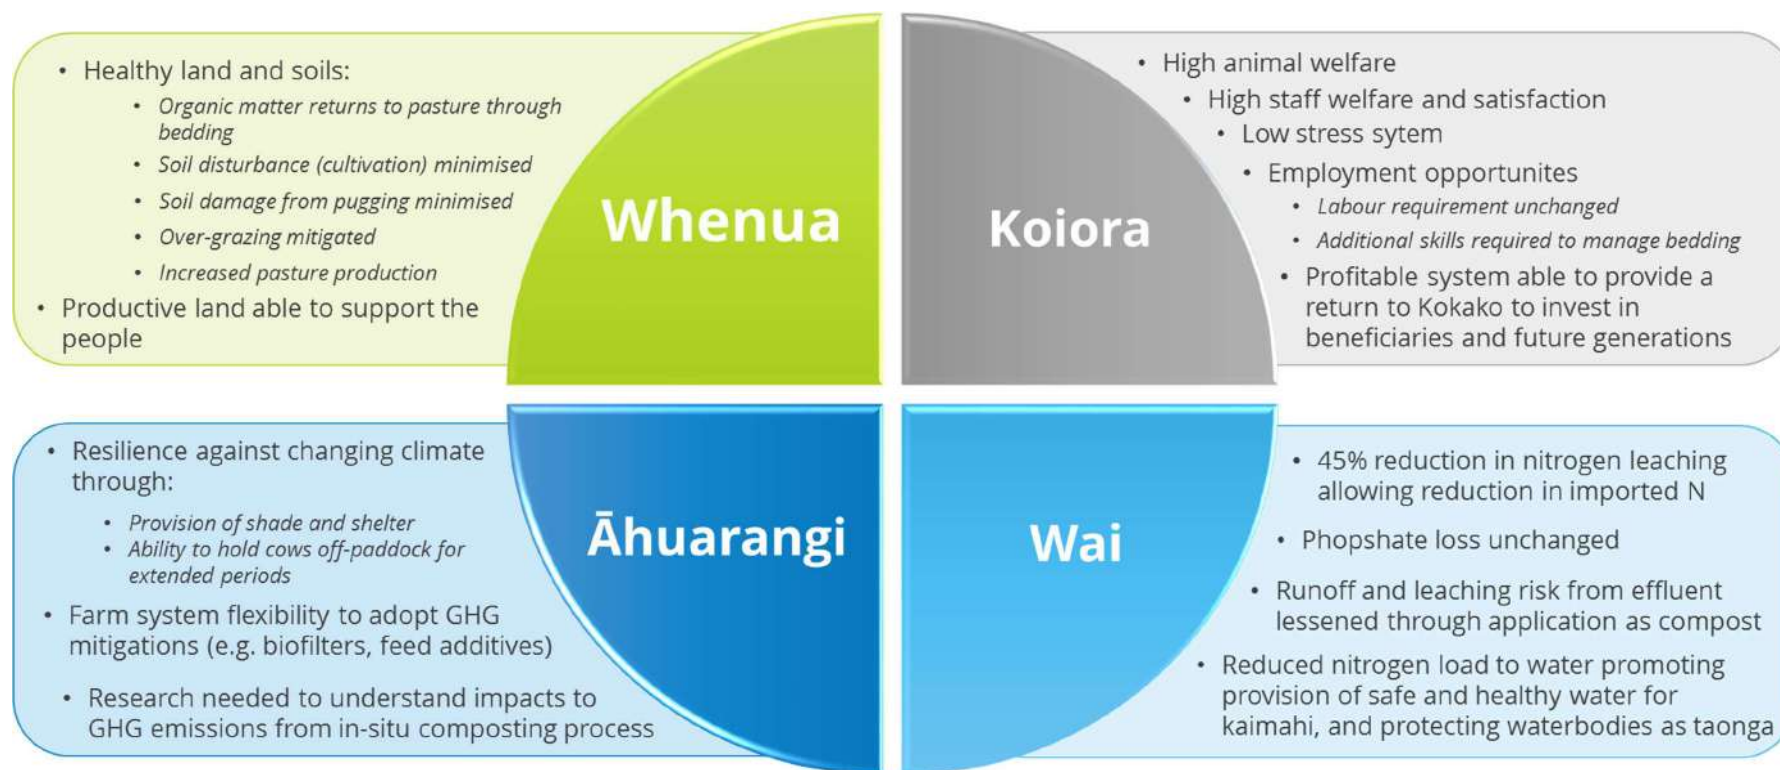 • Healthy land and soils:
• Organic matter returns to pasture through
bedding
• Soil disturbance (cultivation) minimised
• Soil damage from pugging minimised
• Over-grazing mitigated
• Increased pasture production
• Productive land able to support the
people
Whenua
Koiora
• High animal welfare
• High staff welfare and satisfaction
• Low stress sytem
• Employment opportunites
• Labour requirement unchanged
• Additional skills required to manage bedding
• Profitable system able to provide a
return to Kokako to invest in
beneficiaries and future generations
• Resilience against changing climate
through:
• Provision of shade and shelter
• Ability to hold cows off-paddock for
extended periods
• Farm system flexibility to adopt GHG
mitigations (e.g. biofilters, feed additives)
• Research needed to understand impacts to
GHG emissions from in-situ composting process
Āhuarangi
Wai
• 45% reduction in nitrogen leaching
allowing reduction in imported N
• Phopshate loss unchanged
• Runoff and leaching risk from effluent
lessened through application as compost
• Reduced nitrogen load to water promoting
provision of safe and healthy water for
kaimahi, and protecting waterbodies as taonga